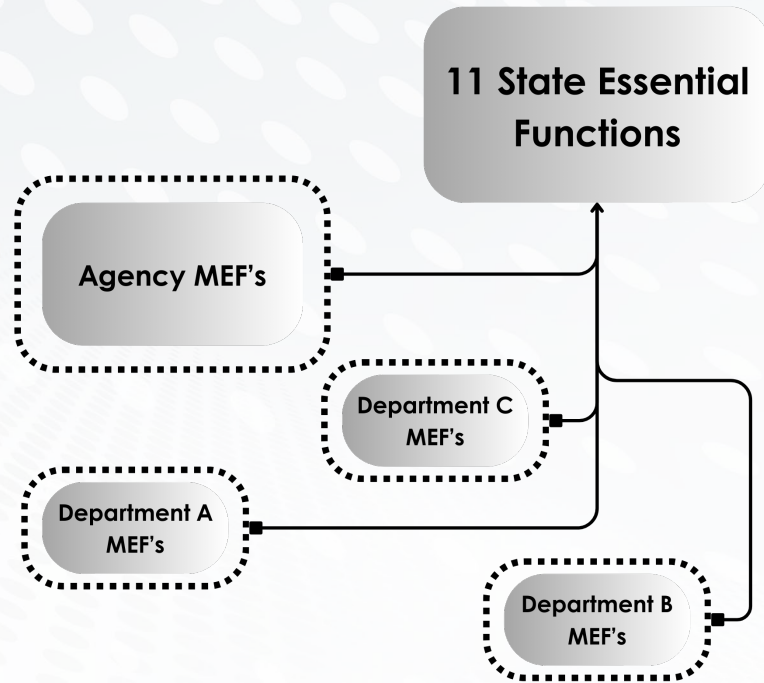 11 State Essential
Functions
Agency MEF's
Department C
MEF's
Department A
MEF's
Department B
MEF's